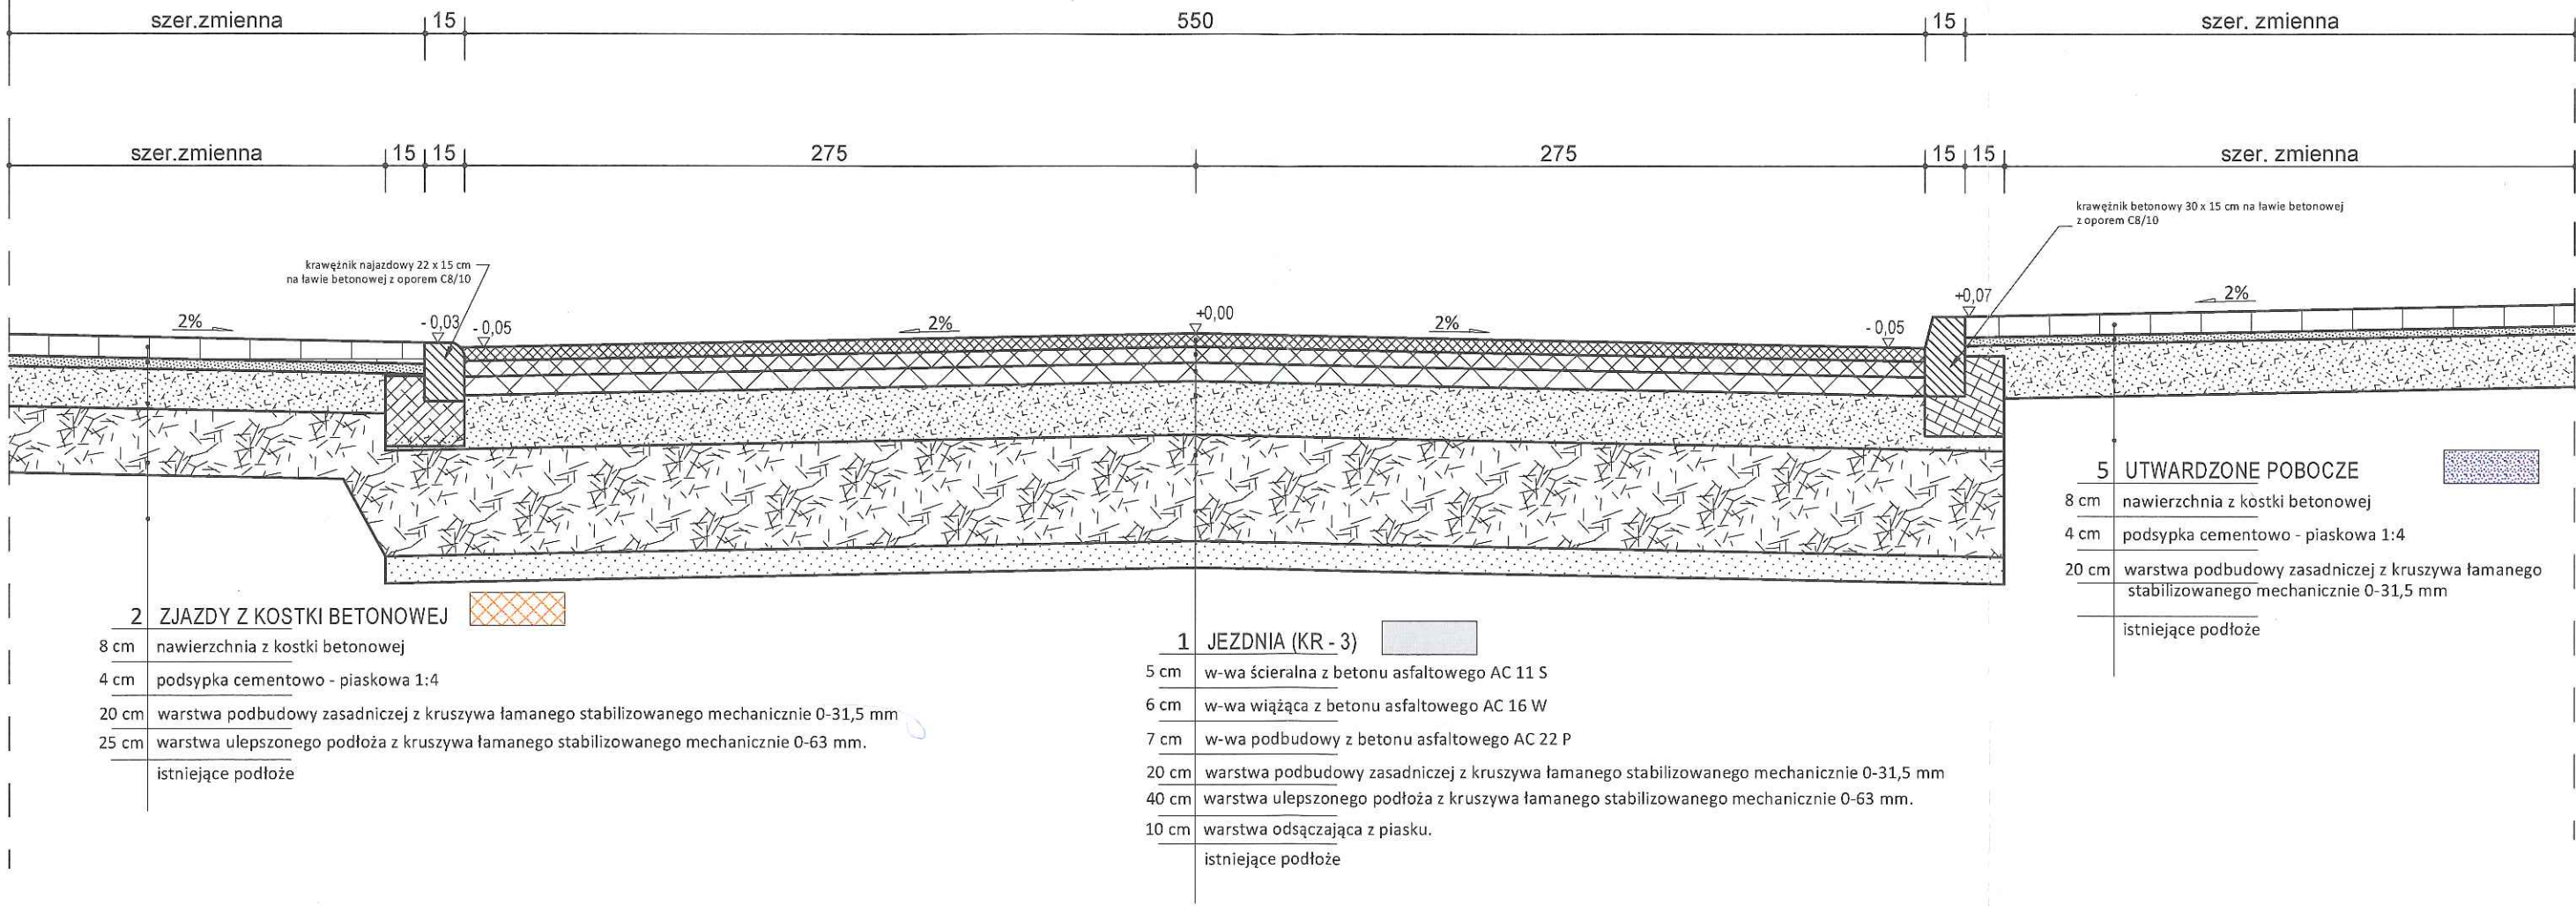 szer.zmienna 15 550 15 szer. zmienna
szer.zmienna 15 15 275 275 15 15 szer. zmienna
krawężnik betonowy 30 x 15 cm na ławie betonowej
z oporem C8/10
krawężnik najazdowy 22 x 15 cm
na ławie betonowej z oporem C8/10
2% - 0,03 - 0,05 2% +0,00 2% - 0,05 +0,07 2%
2 ZJAZDY Z KOSTKI BETONOWEJ
8 cm nawierzchnia z kostki betonowej
4 cm podsypka cementowo - piaskowa 1:4
20 cm warstwa podbudowy zasadniczej z kruszywa łamanego stabilizowanego mechanicznie 0-31,5 mm
25 cm warstwa ulepszonego podłoża z kruszywa łamanego stabilizowanego mechanicznie 0-63 mm.
istniejące podłoże
1 JEZDNIA (KR - 3)
5 cm w-wa ścieralna z betonu asfaltowego AC 11 S
6 cm w-wa wiążąca z betonu asfaltowego AC 16 W
7 cm w-wa podbudowy z betonu asfaltowego AC 22 P
20 cm warstwa podbudowy zasadniczej z kruszywa łamanego stabilizowanego mechanicznie 0-31,5 mm
40 cm warstwa ulepszonego podłoża z kruszywa łamanego stabilizowanego mechanicznie 0-63 mm.
10 cm warstwa odsączająca z piasku.
istniejące podłoże
5 UTWARDZONE POBOCZE
8 cm nawierzchnia z kostki betonowej
4 cm podsypka cementowo - piaskowa 1:4
20 cm warstwa podbudowy zasadniczej z kruszywa łamanego
stabilizowanego mechanicznie 0-31,5 mm
istniejące podłoże